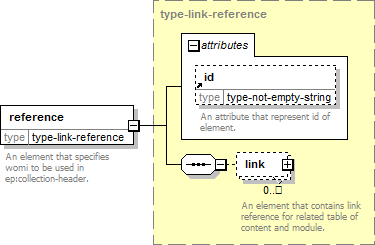 type-link-reference
attributes
id
type type-not-empty-string
An attribute that represent id of
element.
reference
type type-link-reference
An element that specifies
womi to be used in
ep:collection-header.
link
0..□
An element that contains link
reference for related table of
content and module.